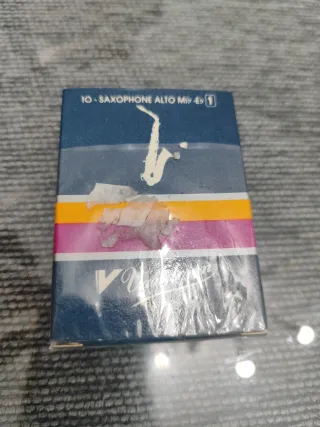 10 - SAXOPHONE ALTO MI♭ E♭ 1
V